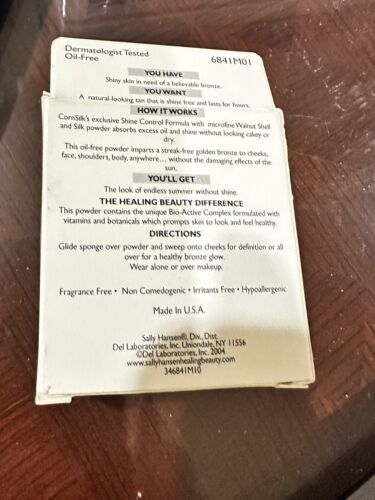 Dermatologist Tested
Oil-Free 6841M01
YOU HAVE
Shiny skin in need of a believable bronze.
YOU WANT
A natural-looking tan that is shine free and lasts for hours.
HOW IT WORKS
CornSilk's exclusive Shine Control Formula with microfine Walnut Shell
and Silk powder absorbs excess oil and shine without looking cakey or
dry.
This oil-free powder imparts a streak-free golden bronze to cheeks,
face, shoulders, body, anywhere... without the damaging effects of the
sun.
YOU'LL GET
The look of endless summer without shine.
THE HEALING BEAUTY DIFFERENCE
This powder contains the unique Bio-Active Complex formulated with
vitamins and botanicals which prompts skin to look and feel healthy.
DIRECTIONS
Glide sponge over powder and sweep onto cheeks for definition or all
over for a healthy bronze glow.
Wear alone or over makeup.
Fragrance Free • Non Comedogenic • Irritants Free • Hypoallergenic
Made In U.S.A.
Sally Hansen®, Div., Dist.
Del Laboratories, Inc. Uniondale, NY 11556
©Del Laboratories, Inc. 2004
www.sallyhansenhealingbeauty.com
346841M10